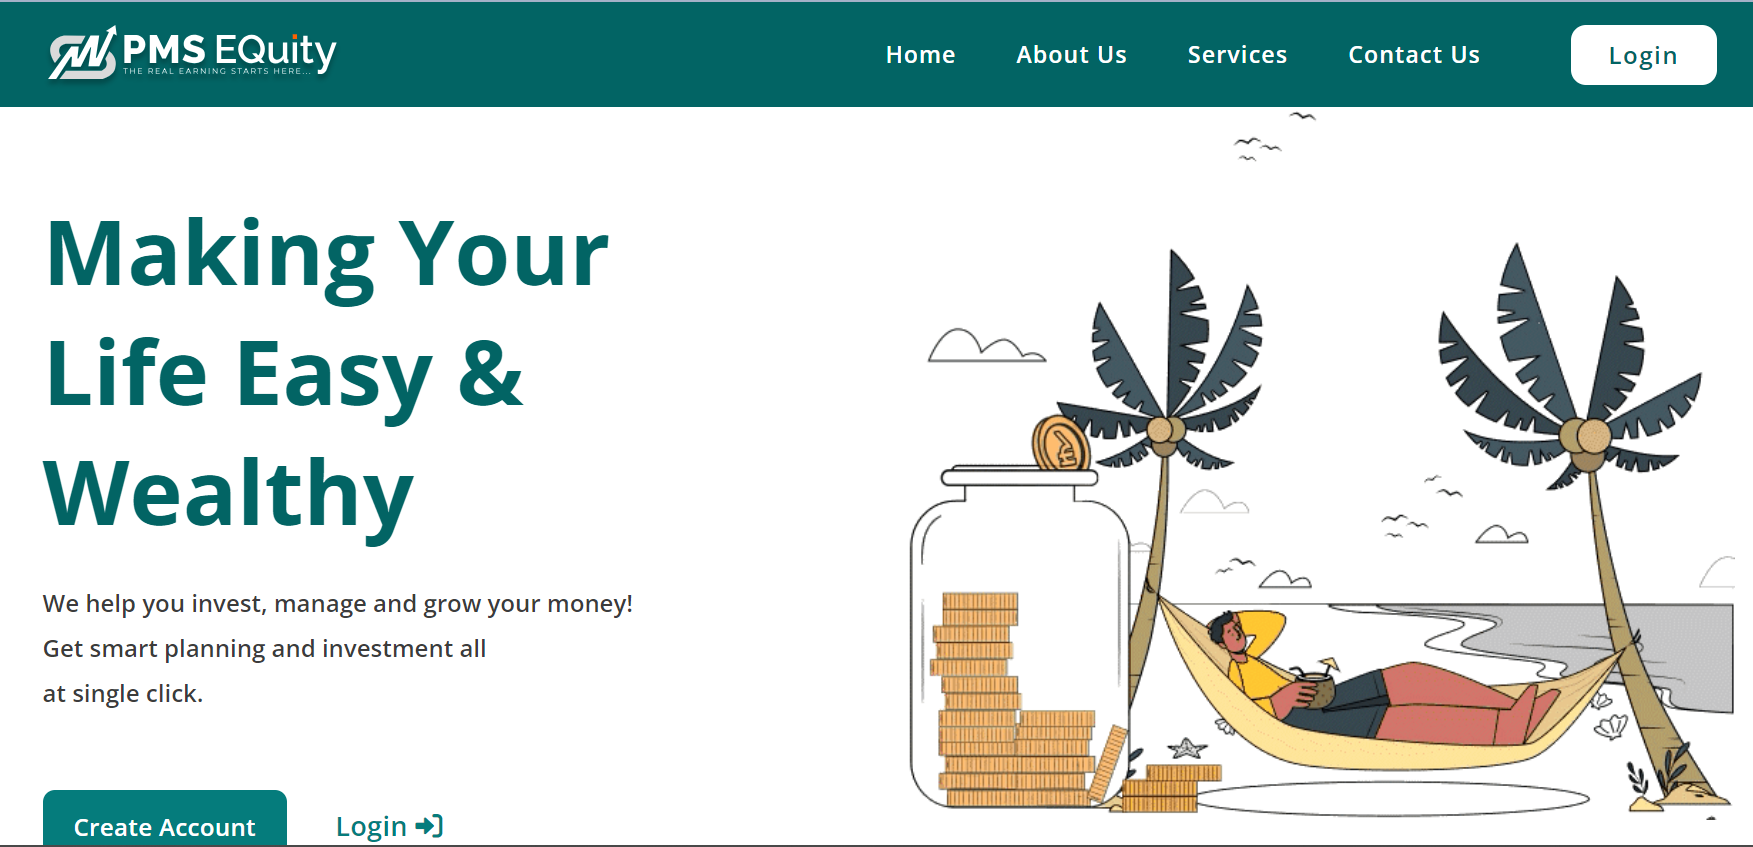 PMS EQuity
THE REAL EARNING STARTS HERE...
Home
About Us
Services
Contact Us
Login
Making Your
Life Easy &
Wealthy
We help you invest, manage and grow your money!
Get smart planning and investment all
at single click.
Create Account
Login